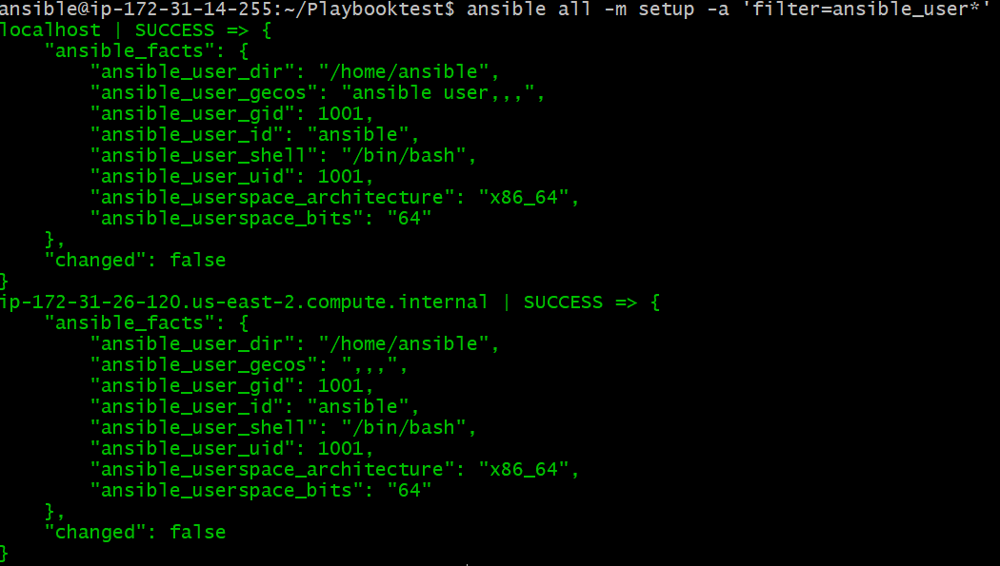 ansible@ip-172-31-14-255:~/Playbooktest$ ansible all -m setup -a 'filter=ansible_user*'
localhost | SUCCESS => {
    "ansible_facts": {
        "ansible_user_dir": "/home/ansible",
        "ansible_user_gecos": "ansible user,,,",
        "ansible_user_gid": 1001,
        "ansible_user_id": "ansible",
        "ansible_user_shell": "/bin/bash",
        "ansible_user_uid": 1001,
        "ansible_userspace_architecture": "x86_64",
        "ansible_userspace_bits": "64"
    },
    "changed": false
}
ip-172-31-26-120.us-east-2.compute.internal | SUCCESS => {
    "ansible_facts": {
        "ansible_user_dir": "/home/ansible",
        "ansible_user_gecos": ",,,",
        "ansible_user_gid": 1001,
        "ansible_user_id": "ansible",
        "ansible_user_shell": "/bin/bash",
        "ansible_user_uid": 1001,
        "ansible_userspace_architecture": "x86_64",
        "ansible_userspace_bits": "64"
    },
    "changed": false
}